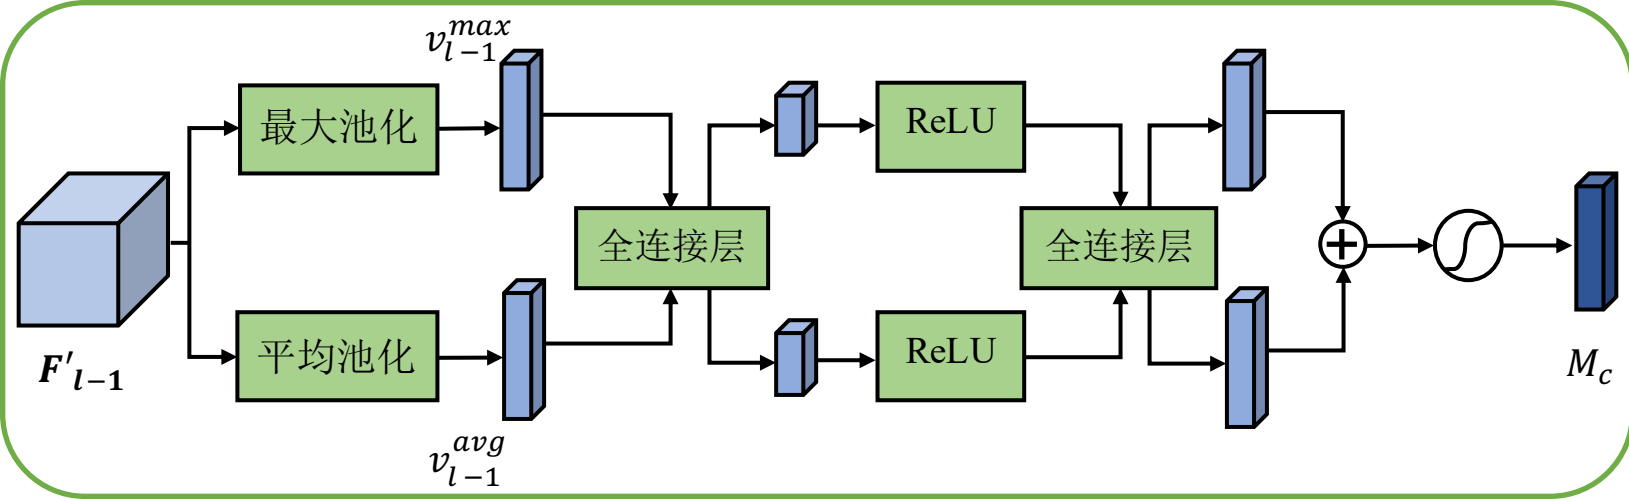 v_{l-1}^{max}
最大池化
ReLU
全连接层
全连接层
F'_{l-1}
平均池化
ReLU
M_c
v_{l-1}^{avg}